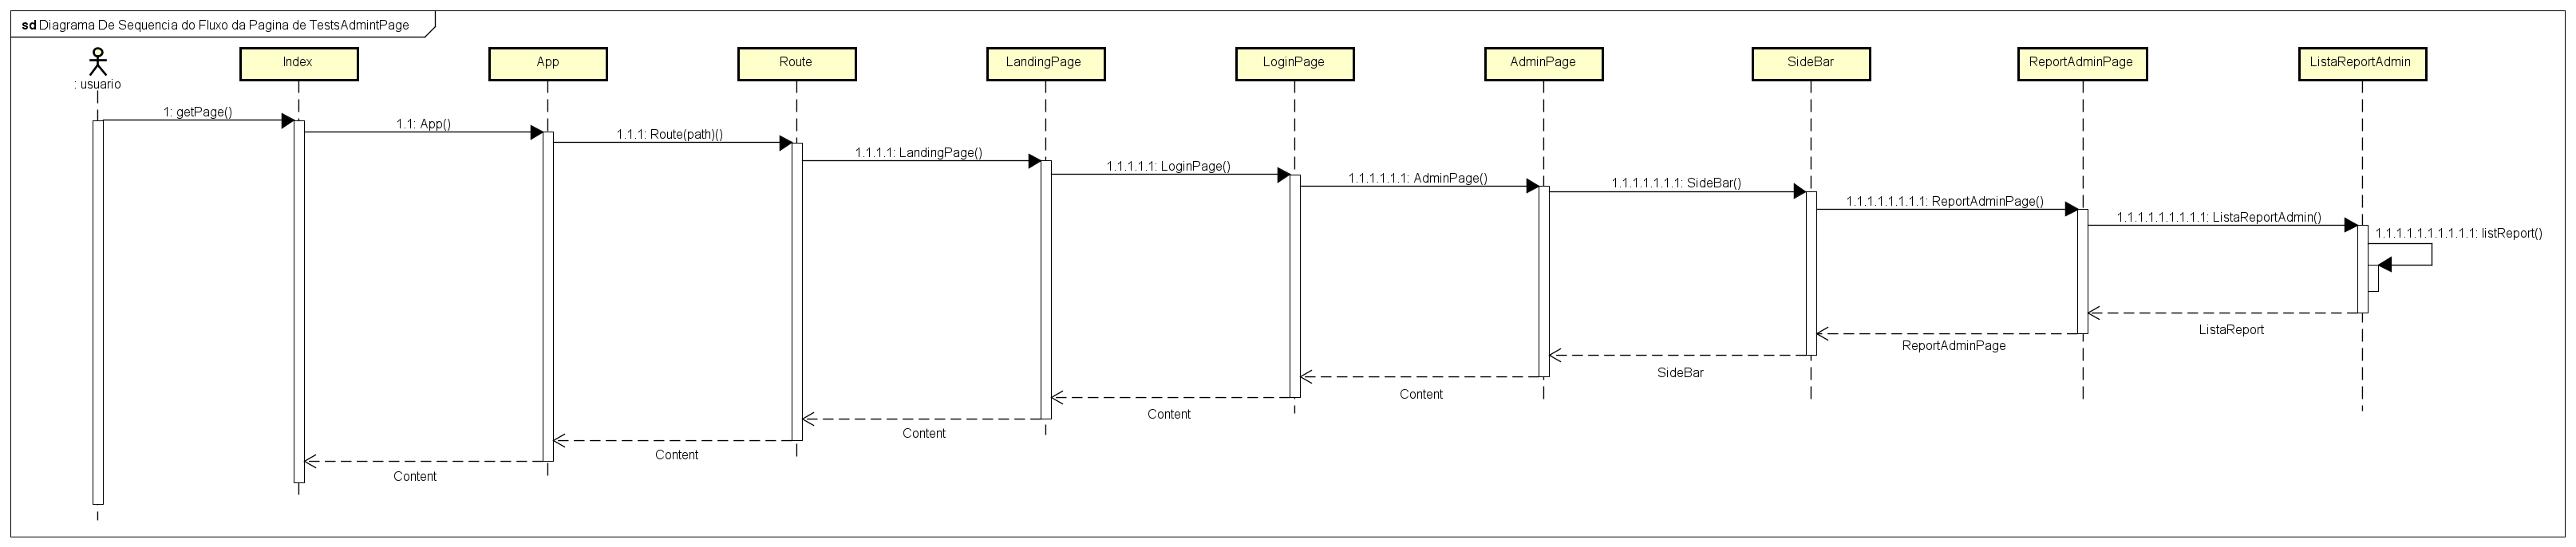 sd Diagrama De Sequencia do Fluxo da Pagina de TestsAdmintPage
: usuario
Index
App
Route
LandingPage
LoginPage
AdminPage
SideBar
ReportAdminPage
ListaReportAdmin
1: getPage()
1.1: App()
1.1.1: Route(path)()
1.1.1.1: LandingPage()
1.1.1.1.1: LoginPage()
1.1.1.1.1.1: AdminPage()
1.1.1.1.1.1.1: SideBar()
1.1.1.1.1.1.1.1: ReportAdminPage()
1.1.1.1.1.1.1.1.1: ListaReportAdmin()
1.1.1.1.1.1.1.1.1.1: listReport()
ListaReport
ReportAdminPage
SideBar
Content
Content
Content
Content
Content